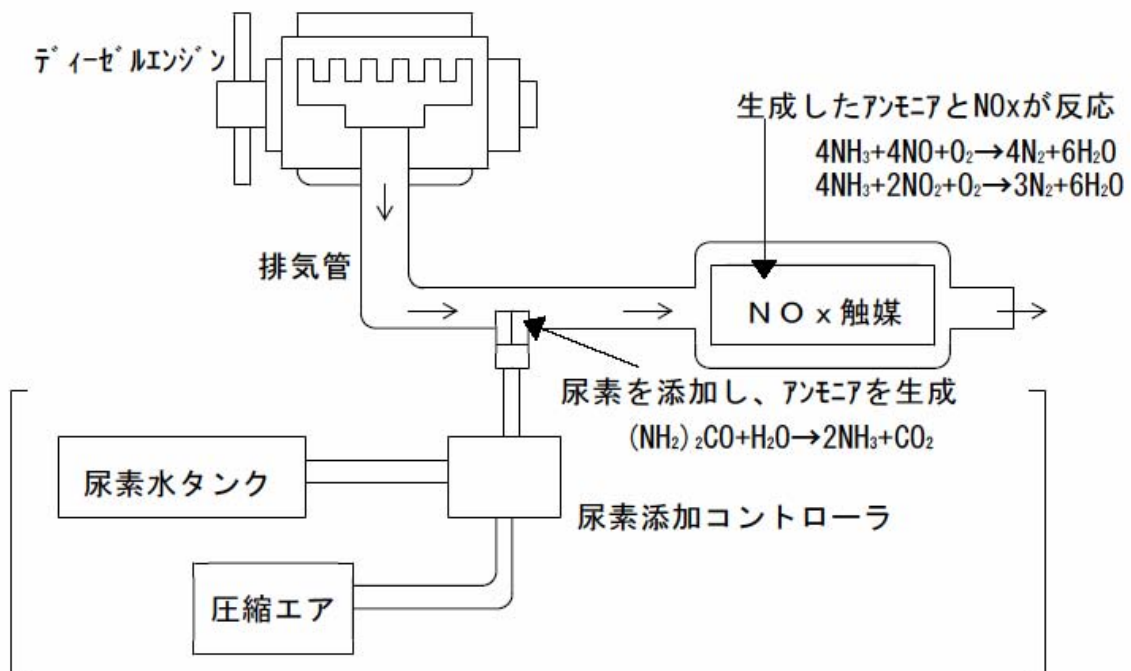 ﾃﾞｨｰｾﾞﾙｴﾝｼﾞﾝ
生成したｱﾝﾓﾆｱとNOxが反応
4NH₃+4NO+O₂→4N₂+6H₂O
4NH₃+2NO₂+O₂→3N₂+6H₂O
排気管
ＮＯｘ触媒
尿素を添加し、ｱﾝﾓﾆｱを生成
(NH₂)₂CO+H₂O→2NH₃+CO₂
尿素水タンク
尿素添加コントローラ
圧縮エア